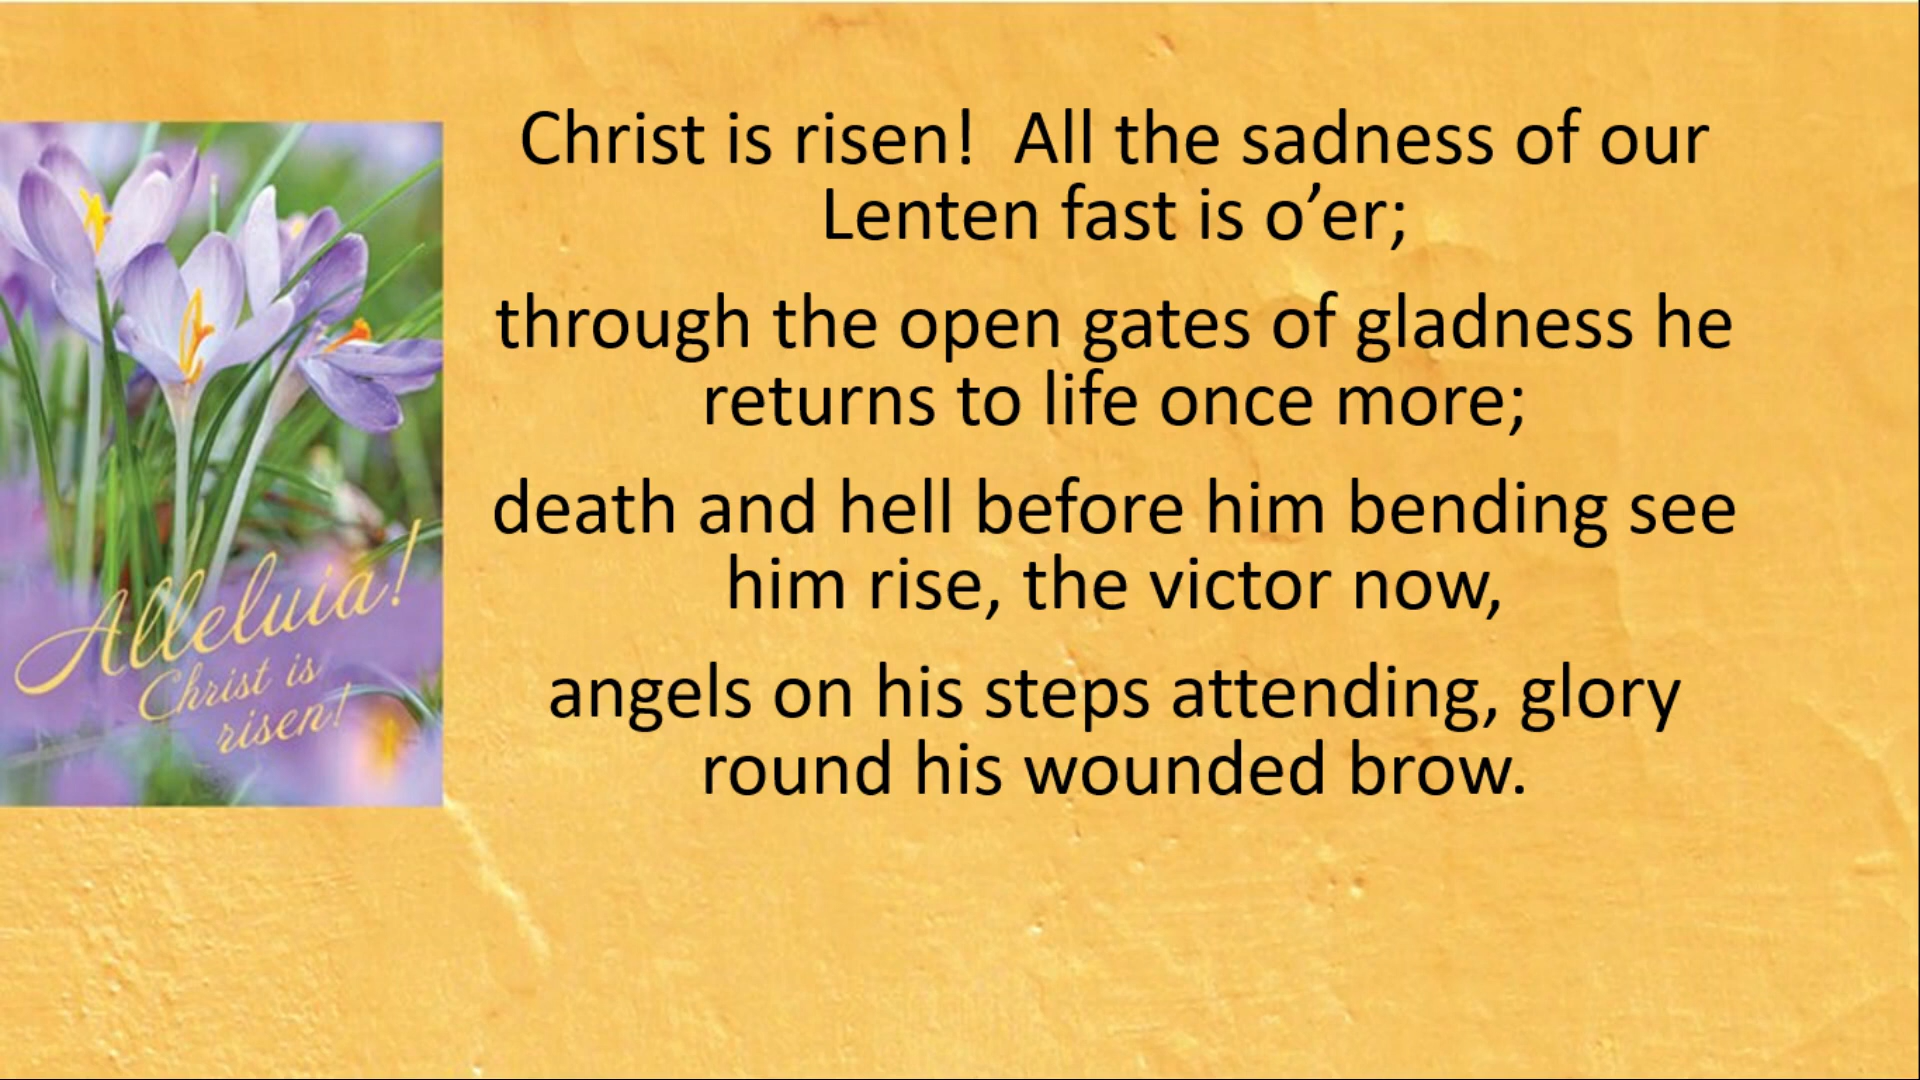 Christ is risen!  All the sadness of our
Lenten fast is o’er;
through the open gates of gladness he
returns to life once more;
death and hell before him bending see
him rise, the victor now,
angels on his steps attending, glory
round his wounded brow.
Alleluia!
Christ is
risen!